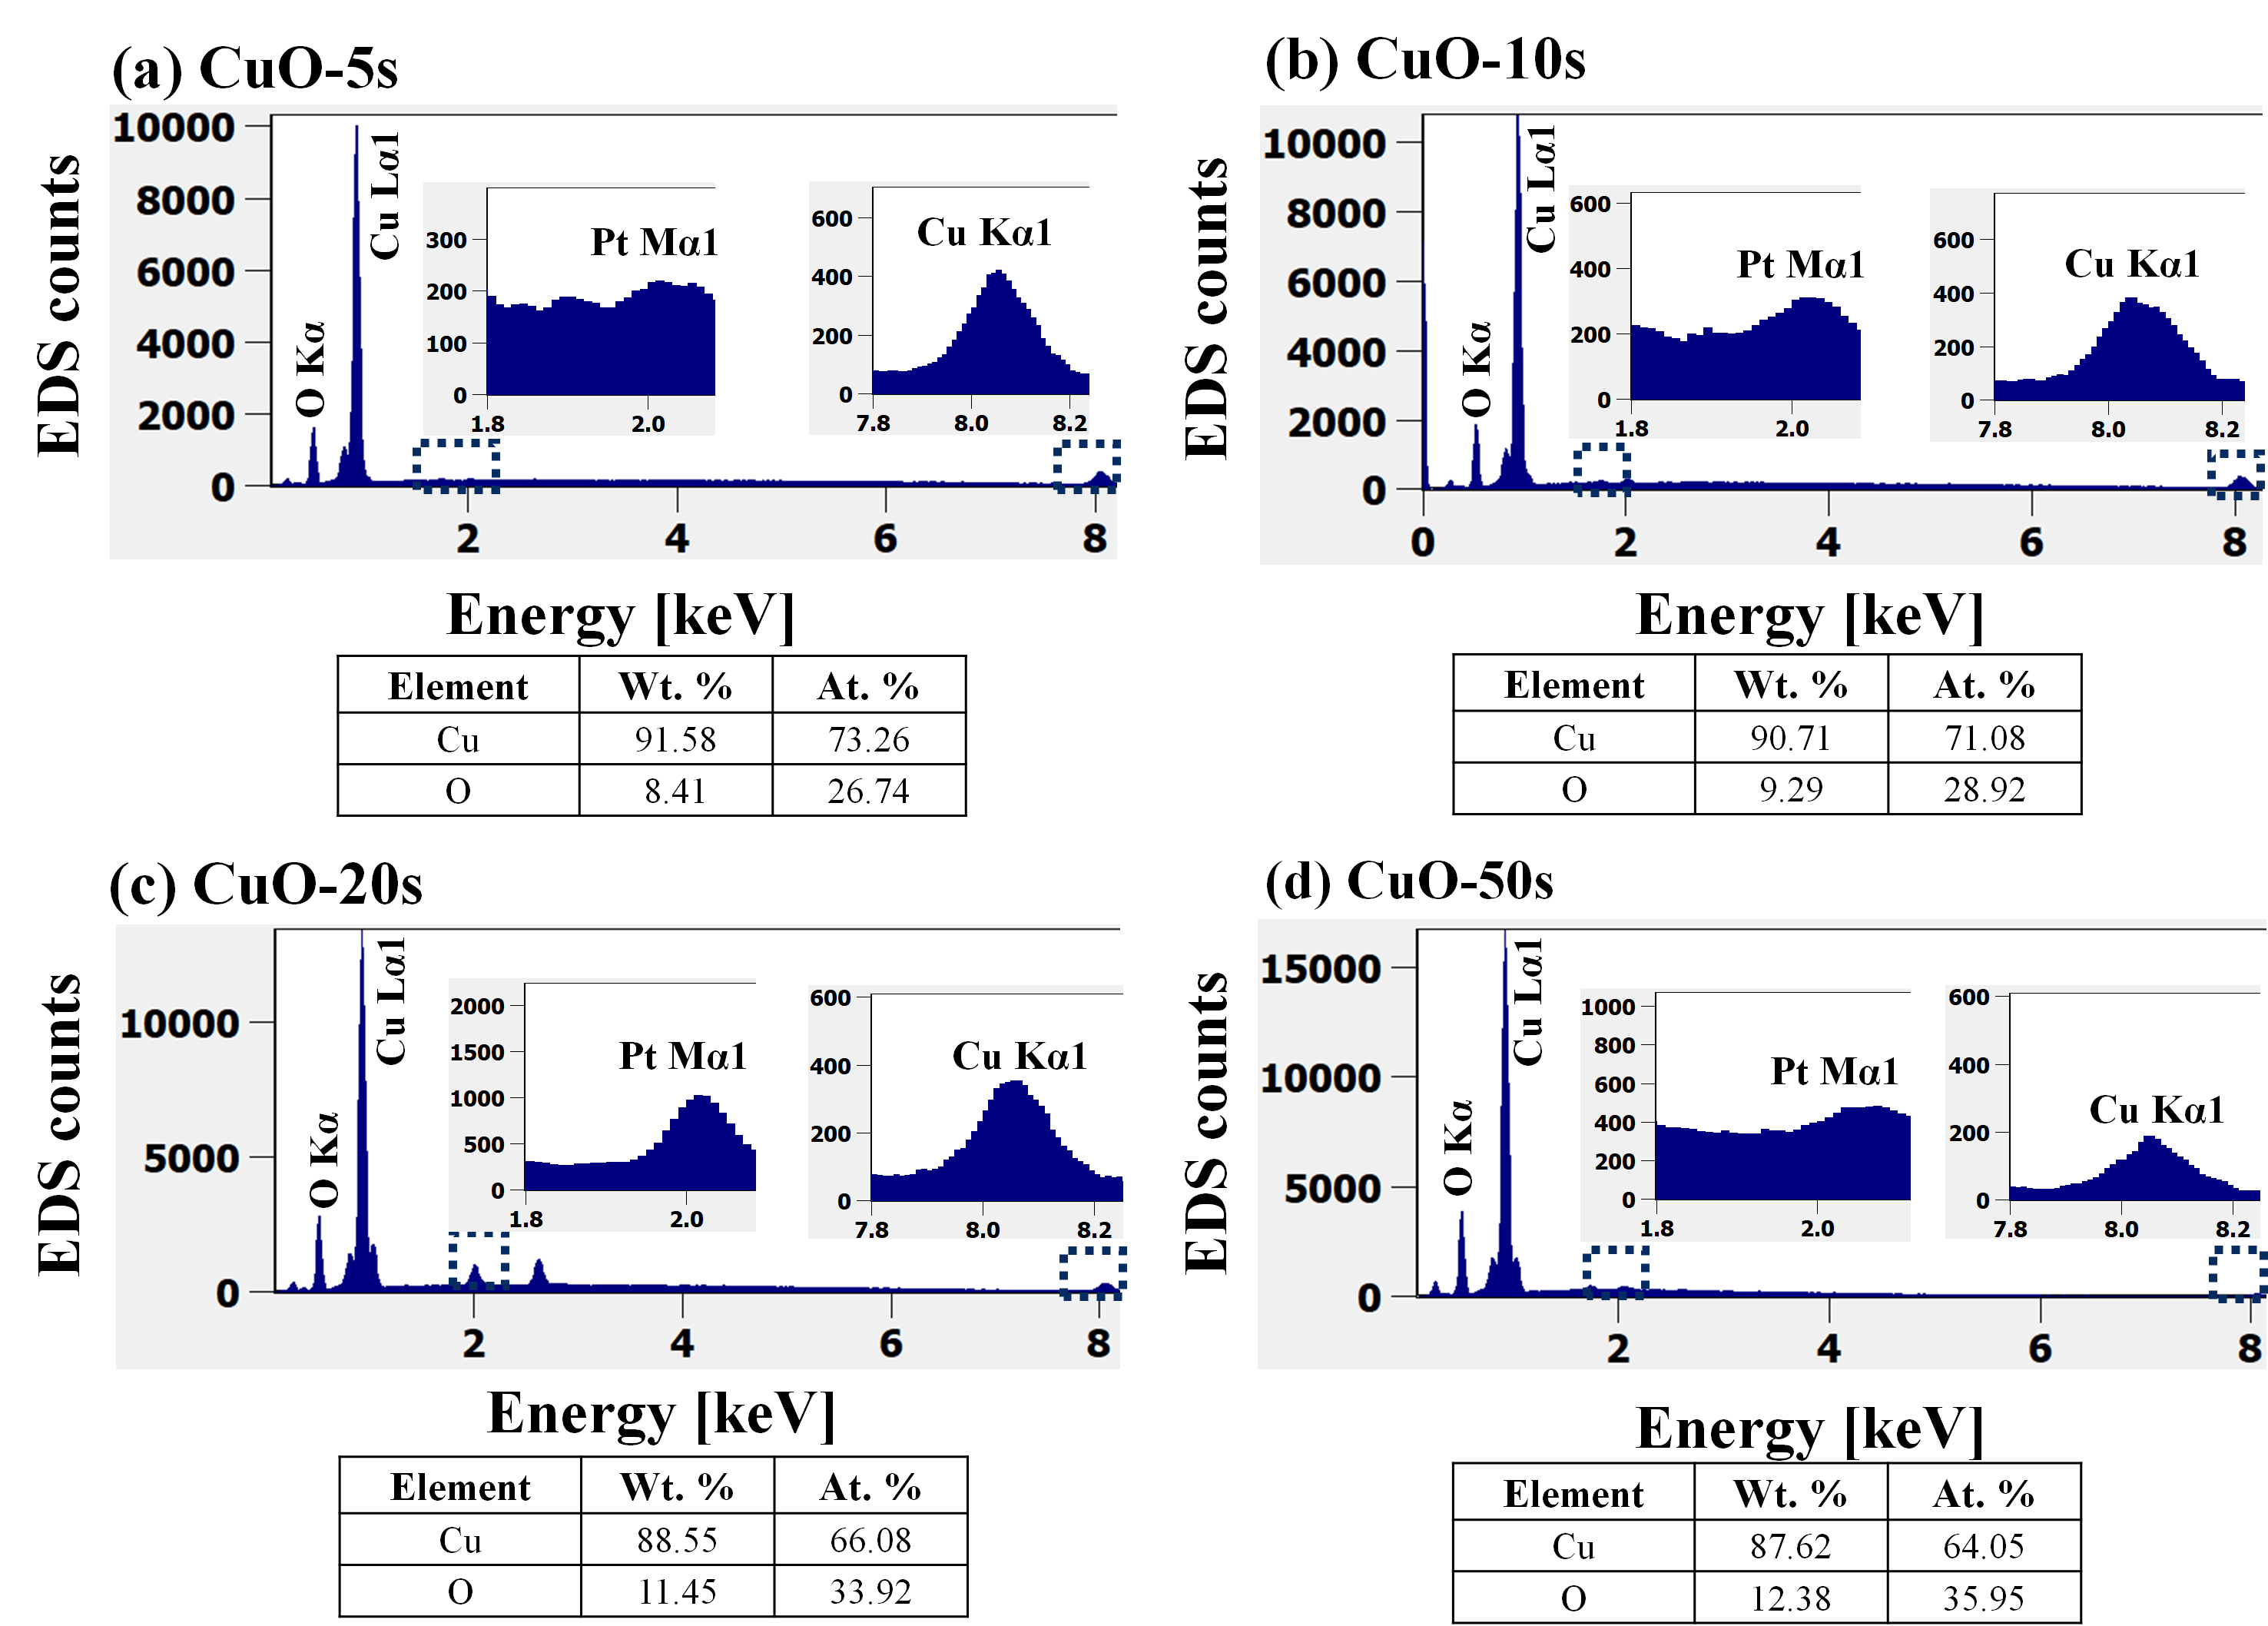 (a) CuO-5s
EDS counts
10000
8000
6000
4000
2000
0
O Kα
Cu Lα1
300
200
100
0
Pt Mα1
1.8 2.0
600
400
200
0
Cu Kα1
7.8 8.0 8.2
2 4 6 8
Energy [keV]
Element Wt. % At. %
Cu 91.58 73.26
O 8.41 26.74
(b) CuO-10s
EDS counts
10000
8000
6000
4000
2000
0
O Kα
Cu Lα1
600
400
200
0
Pt Mα1
1.8 2.0
600
400
200
0
Cu Kα1
7.8 8.0 8.2
0 2 4 6 8
Energy [keV]
Element Wt. % At. %
Cu 90.71 71.08
O 9.29 28.92
(c) CuO-20s
EDS counts
10000
5000
0
O Kα
Cu Lα1
2000
1500
1000
500
0
Pt Mα1
1.8 2.0
600
400
200
0
Cu Kα1
7.8 8.0 8.2
2 4 6 8
Energy [keV]
Element Wt. % At. %
Cu 88.55 66.08
O 11.45 33.92
(d) CuO-50s
EDS counts
15000
10000
5000
0
O Kα
Cu Lα1
1000
800
600
400
200
0
Pt Mα1
1.8 2.0
600
400
200
0
Cu Kα1
7.8 8.0 8.2
2 4 6 8
Energy [keV]
Element Wt. % At. %
Cu 87.62 64.05
O 12.38 35.95